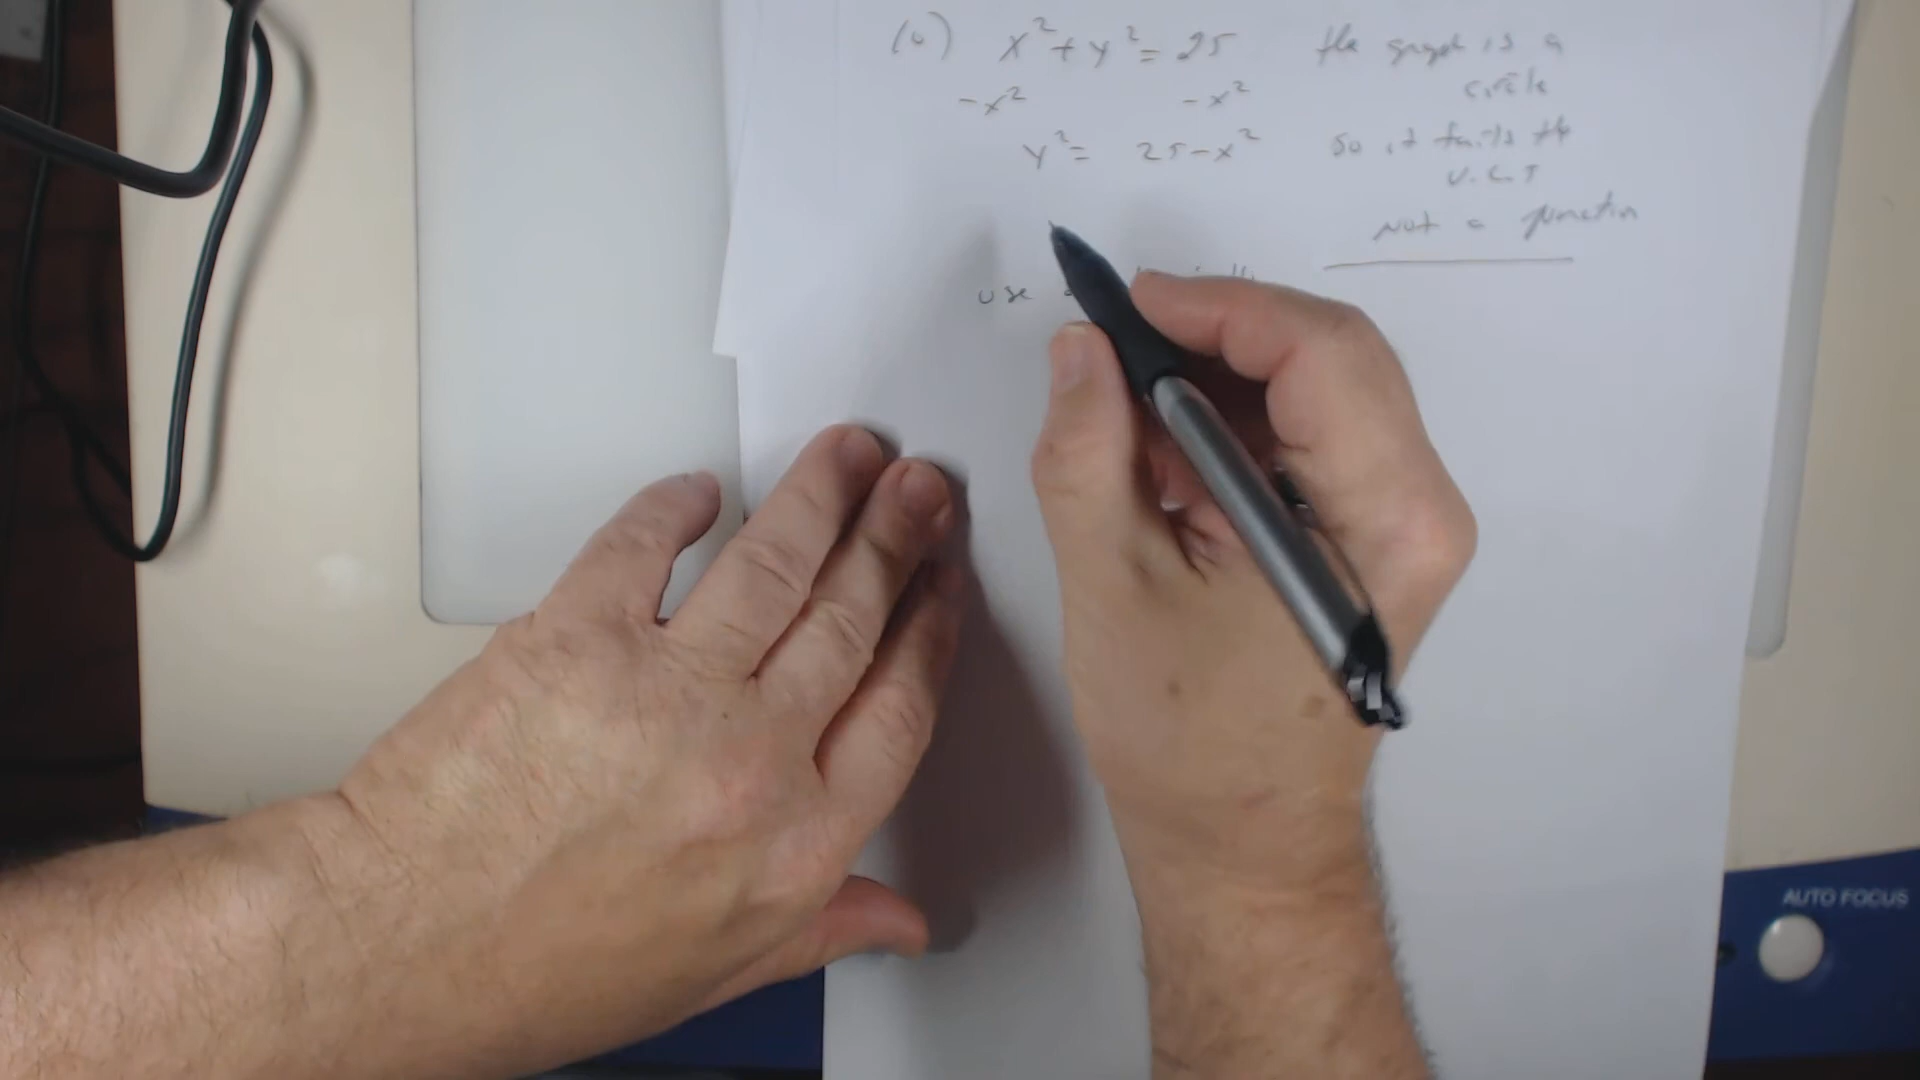 (b) x²+y²=25 the graph is a
circle
-x² -x²
y²= 25-x² so it fails the
V.L.T
Not a function
use
AUTO FOCUS